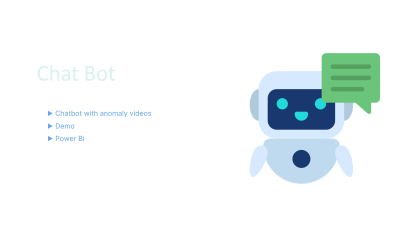 Chat Bot
Chatbot with anomaly videos
Demo
Power Bi